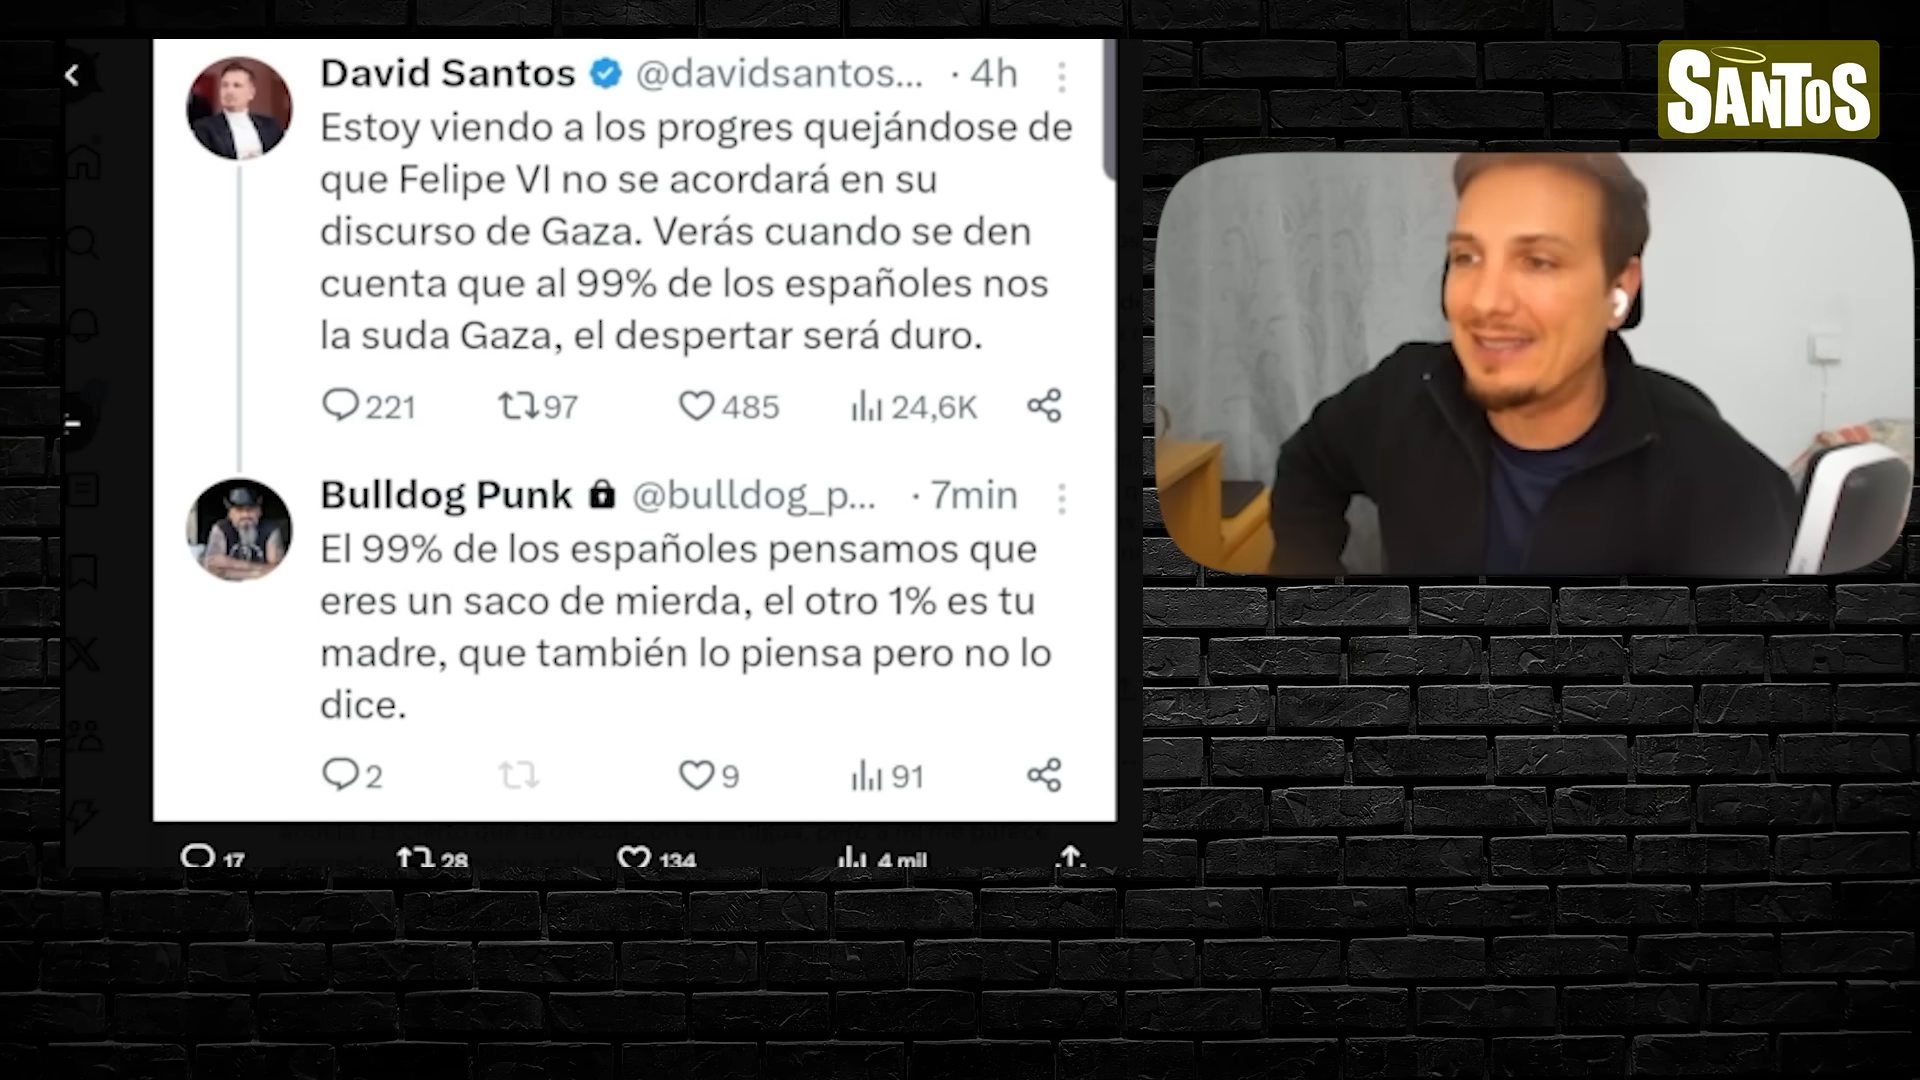 SANTOS
David Santos @davidsantos... · 4h
Estoy viendo a los progres quejándose de
que Felipe VI no se acordará en su
discurso de Gaza. Verás cuando se den
cuenta que al 99% de los españoles nos
la suda Gaza, el despertar será duro.
221 97 485 24,6K
Bulldog Punk @bulldog_p... · 7min
El 99% de los españoles pensamos que
eres un saco de mierda, el otro 1% es tu
madre, que también lo piensa pero no lo
dice.
2 9 91
17 28 134 4 mil